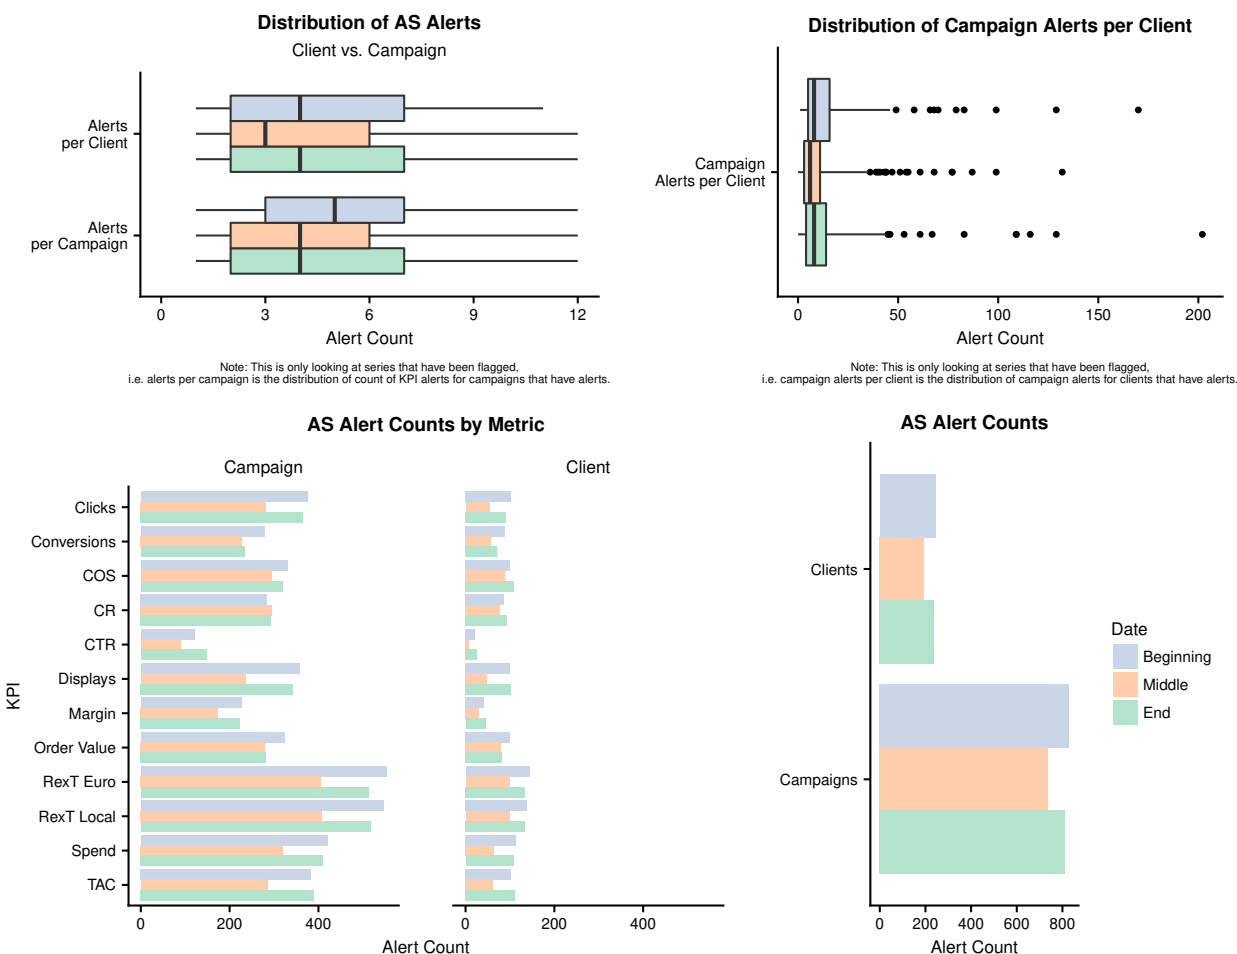 Distribution of AS Alerts
Client vs. Campaign
Alerts
per Client
Alerts
per Campaign
0 3 6 9 12
Alert Count
Note: This is only looking at series that have been flagged,
i.e. alerts per campaign is the distribution of count of KPI alerts for campaigns that have alerts.
Distribution of Campaign Alerts per Client
Campaign
Alerts per Client
0 50 100 150 200
Alert Count
Note: This is only looking at series that have been flagged,
i.e. campaign alerts per client is the distribution of campaign alerts for clients that have alerts.
AS Alert Counts by Metric
Campaign Client
KPI
Clicks
Conversions
COS
CR
CTR
Displays
Margin
Order Value
RexT Euro
RexT Local
Spend
TAC
0 200 400 0 200 400
Alert Count
AS Alert Counts
Clients
Campaigns
0 200 400 600 800
Alert Count
Date
Beginning
Middle
End